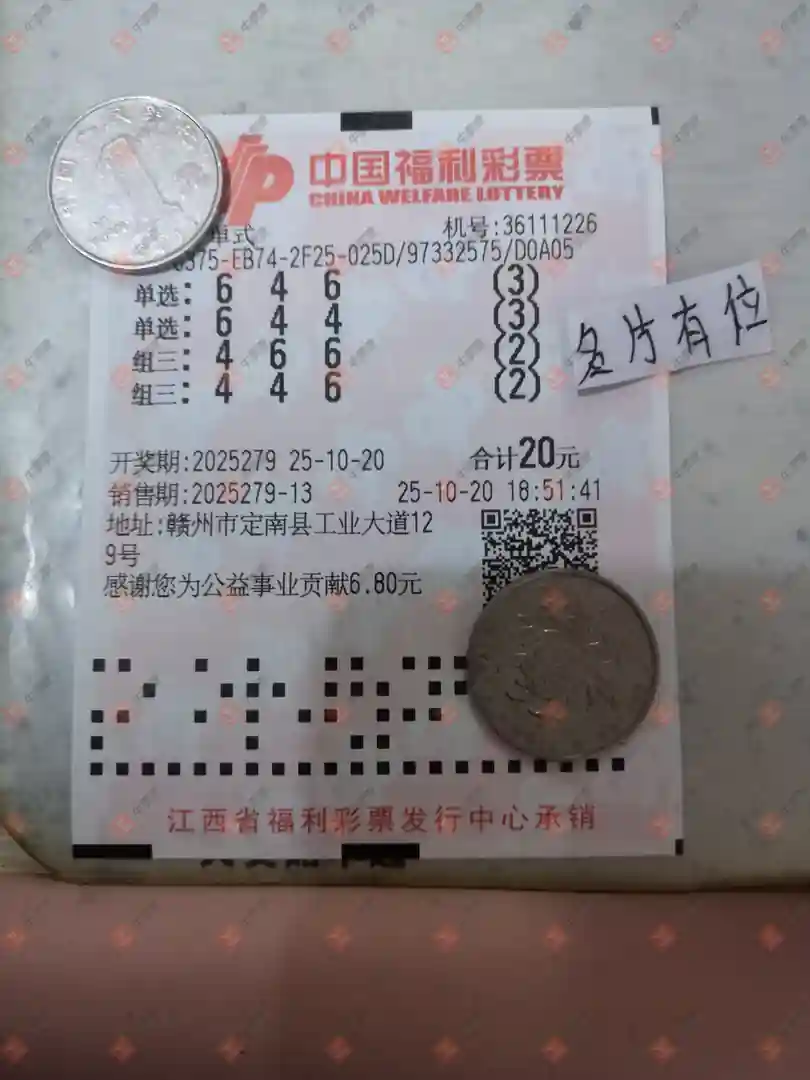 中国福利彩票
CHINA WELFARE LOTTERY
单式 机号:36111226
0375-EB74-2F25-025D/97332575/D0A05
单选: 6 4 6 (3)
单选: 6 4 4 (3)
组三: 4 6 6 (2)
组三: 4 4 6 (2)
名片有位
开奖期:2025279 25-10-20 合计20元
销售期:2025279-13 25-10-20 18:51:41
地址:赣州市定南县工业大道12
9号
感谢您为公益事业贡献6.80元
江西省福利彩票发行中心承销